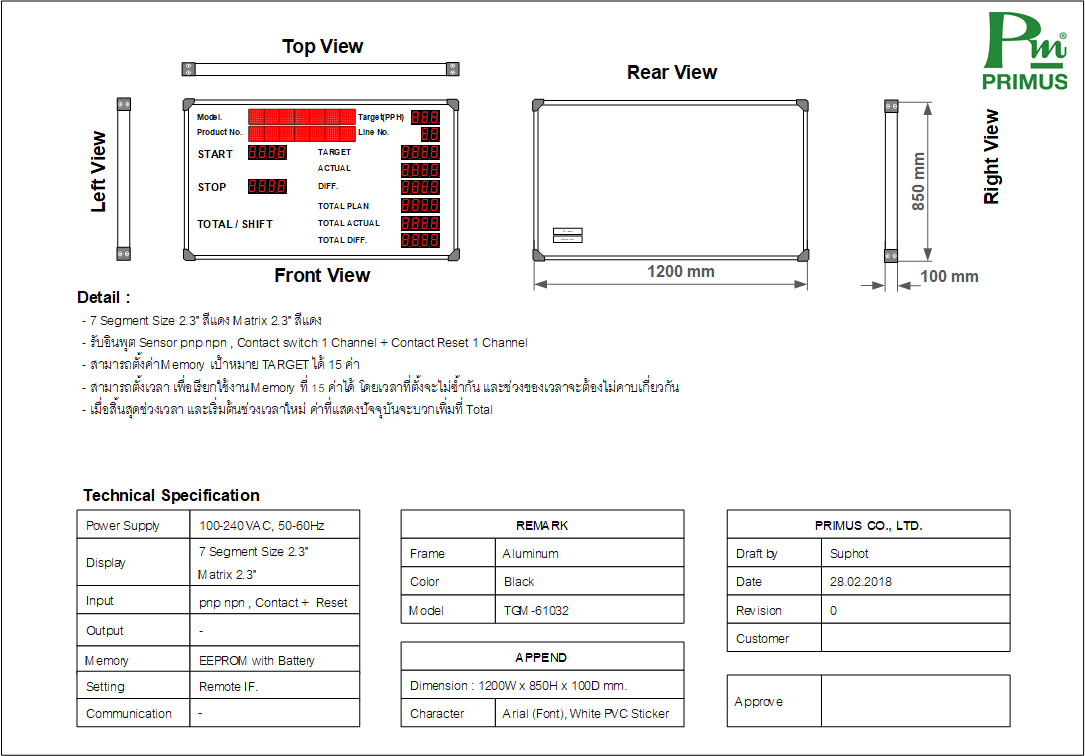 Pm®
PRIMUS
Top View
Rear View
Left View
Model.
Target(PPH)
Product No.
Line No.
START
TARGET
ACTUAL
STOP
DIFF.
TOTAL PLAN
TOTAL / SHIFT
TOTAL ACTUAL
TOTAL DIFF.
Front View
850 mm
Right View
1200 mm
100 mm
Detail :
- 7 Segment Size 2.3" สีแดง Matrix 2.3" สีแดง
- รับอินพุต Sensor pnp npn , Contact switch 1 Channel + Contact Reset 1 Channel
- สามารถตั้งค่า Memory เป้าหมาย TARGET ได้ 15 ค่า
- สามารถตั้งเวลา เพื่อเรียกใช้งาน Memory ที่ 15 ค่าได้ โดยเวลาที่ตั้งจะไม่ซ้ำกัน และช่วงของเวลาจะต้องไม่คาบเกี่ยวกัน
- เมื่อสิ้นสุดช่วงเวลา และเริ่มต้นช่วงเวลาใหม่ ค่าที่แสดงปัจจุบันจะบวกเพิ่มที่ Total
Technical Specification
Power Supply 100-240 VAC, 50-60Hz
Display 7 Segment Size 2.3"
Matrix 2.3"
Input pnp npn , Contact + Reset
Output -
Memory EEPROM with Battery
Setting Remote IF.
Communication -
REMARK
Frame Aluminum
Color Black
Model TGM-61032
APPEND
Dimension : 1200W x 850H x 100D mm.
Character Arial (Font), White PVC Sticker
PRIMUS CO., LTD.
Draft by Suphot
Date 28.02.2018
Revision 0
Customer
Approve